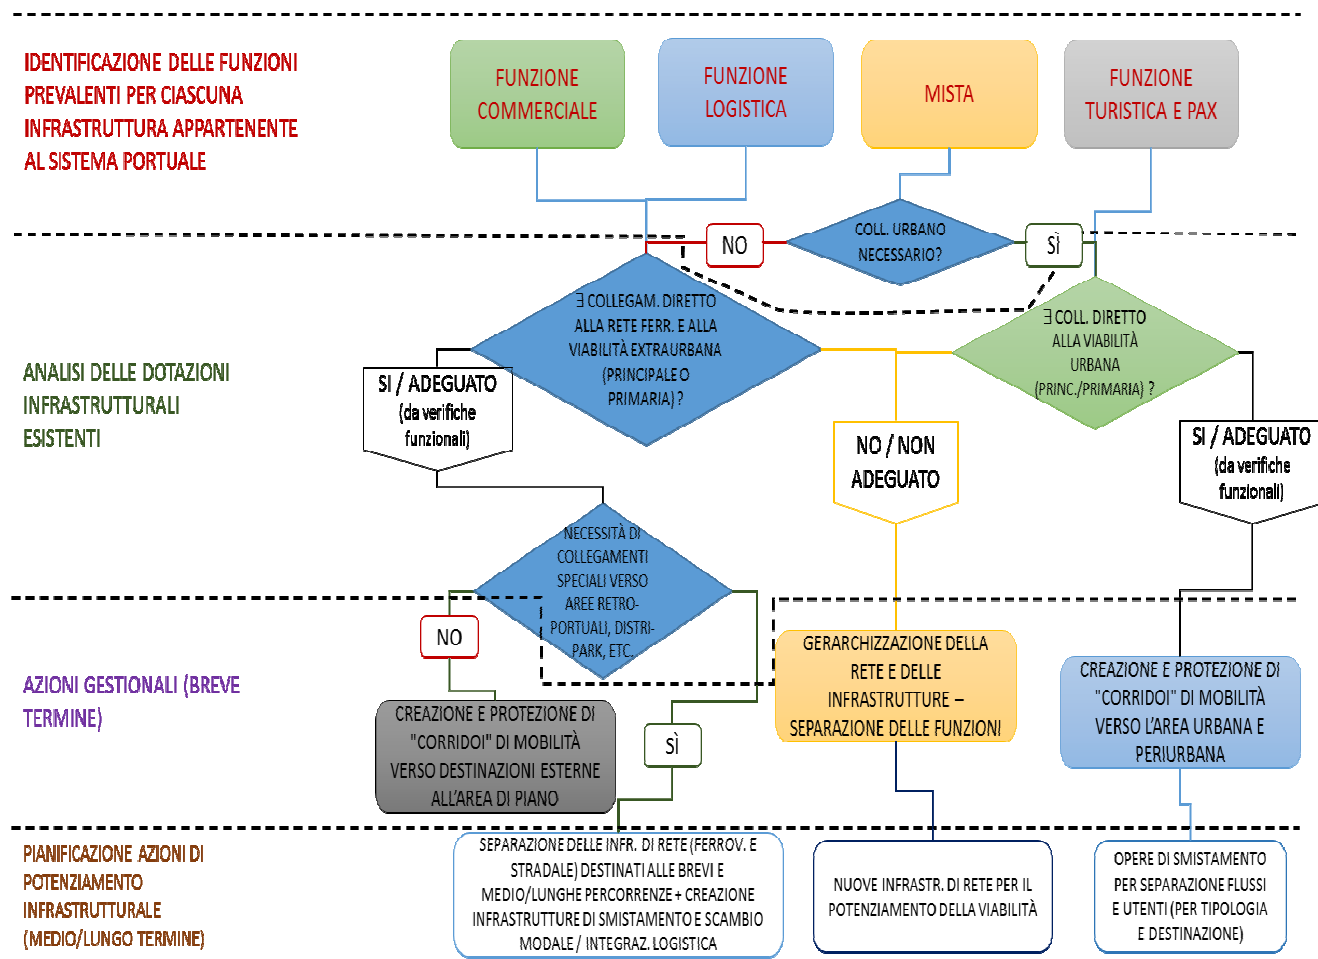 IDENTIFICAZIONE DELLE FUNZIONI
PREVALENTI PER CIASCUNA
INFRASTRUTTURA APPARTENENTE
AL SISTEMA PORTUALE
FUNZIONE
COMMERCIALE
FUNZIONE
LOGISTICA
MISTA
FUNZIONE
TURISTICA E PAX
COLL. URBANO
NECESSARIO?
NO
SÌ
ANALISI DELLE DOTAZIONI
INFRASTRUTTURALI
ESISTENTI
∃ COLLEGAM. DIRETTO
ALLA RETE FERR. E ALLA
VIABILITÀ EXTRAURBANA
(PRINCIPALE O
PRIMARIA) ?
∃ COLL. DIRETTO
ALLA VIABILITÀ
URBANA
(PRINC./PRIMARIA) ?
SI / ADEGUATO
(da verifiche
funzionali)
NO / NON
ADEGUATO
SI / ADEGUATO
(da verifiche
funzionali)
NECESSITÀ DI
COLLEGAMENTI
SPECIALI VERSO
AREE RETRO-
PORTUALI, DISTRI-
PARK, ETC.
NO
SÌ
AZIONI GESTIONALI (BREVE
TERMINE)
CREAZIONE E PROTEZIONE DI
"CORRIDOI" DI MOBILITÀ
VERSO DESTINAZIONI ESTERNE
ALL'AREA DI PIANO
GERARCHIZZAZIONE DELLA
RETE E DELLE
INFRASTRUTTURE –
SEPARAZIONE DELLE FUNZIONI
CREAZIONE E PROTEZIONE DI
"CORRIDOI" DI MOBILITÀ
VERSO L'AREA URBANA E
PERIURBANA
PIANIFICAZIONE AZIONI DI
POTENZIAMENTO
INFRASTRUTTURALE
(MEDIO/LUNGO TERMINE)
SEPARAZIONE DELLE INFR. DI RETE (FERROV. E
STRADALE) DESTINATI ALLE BREVI E
MEDIO/LUNGHE PERCORRENZE + CREAZIONE
INFRASTRUTTURE DI SMISTAMENTO E SCAMBIO
MODALE / INTEGRAZ. LOGISTICA
NUOVE INFRASTR. DI RETE PER IL
POTENZIAMENTO DELLA VIABILITÀ
OPERE DI SMISTAMENTO
PER SEPARAZIONE FLUSSI
E UTENTI (PER TIPOLOGIA
E DESTINAZIONE)